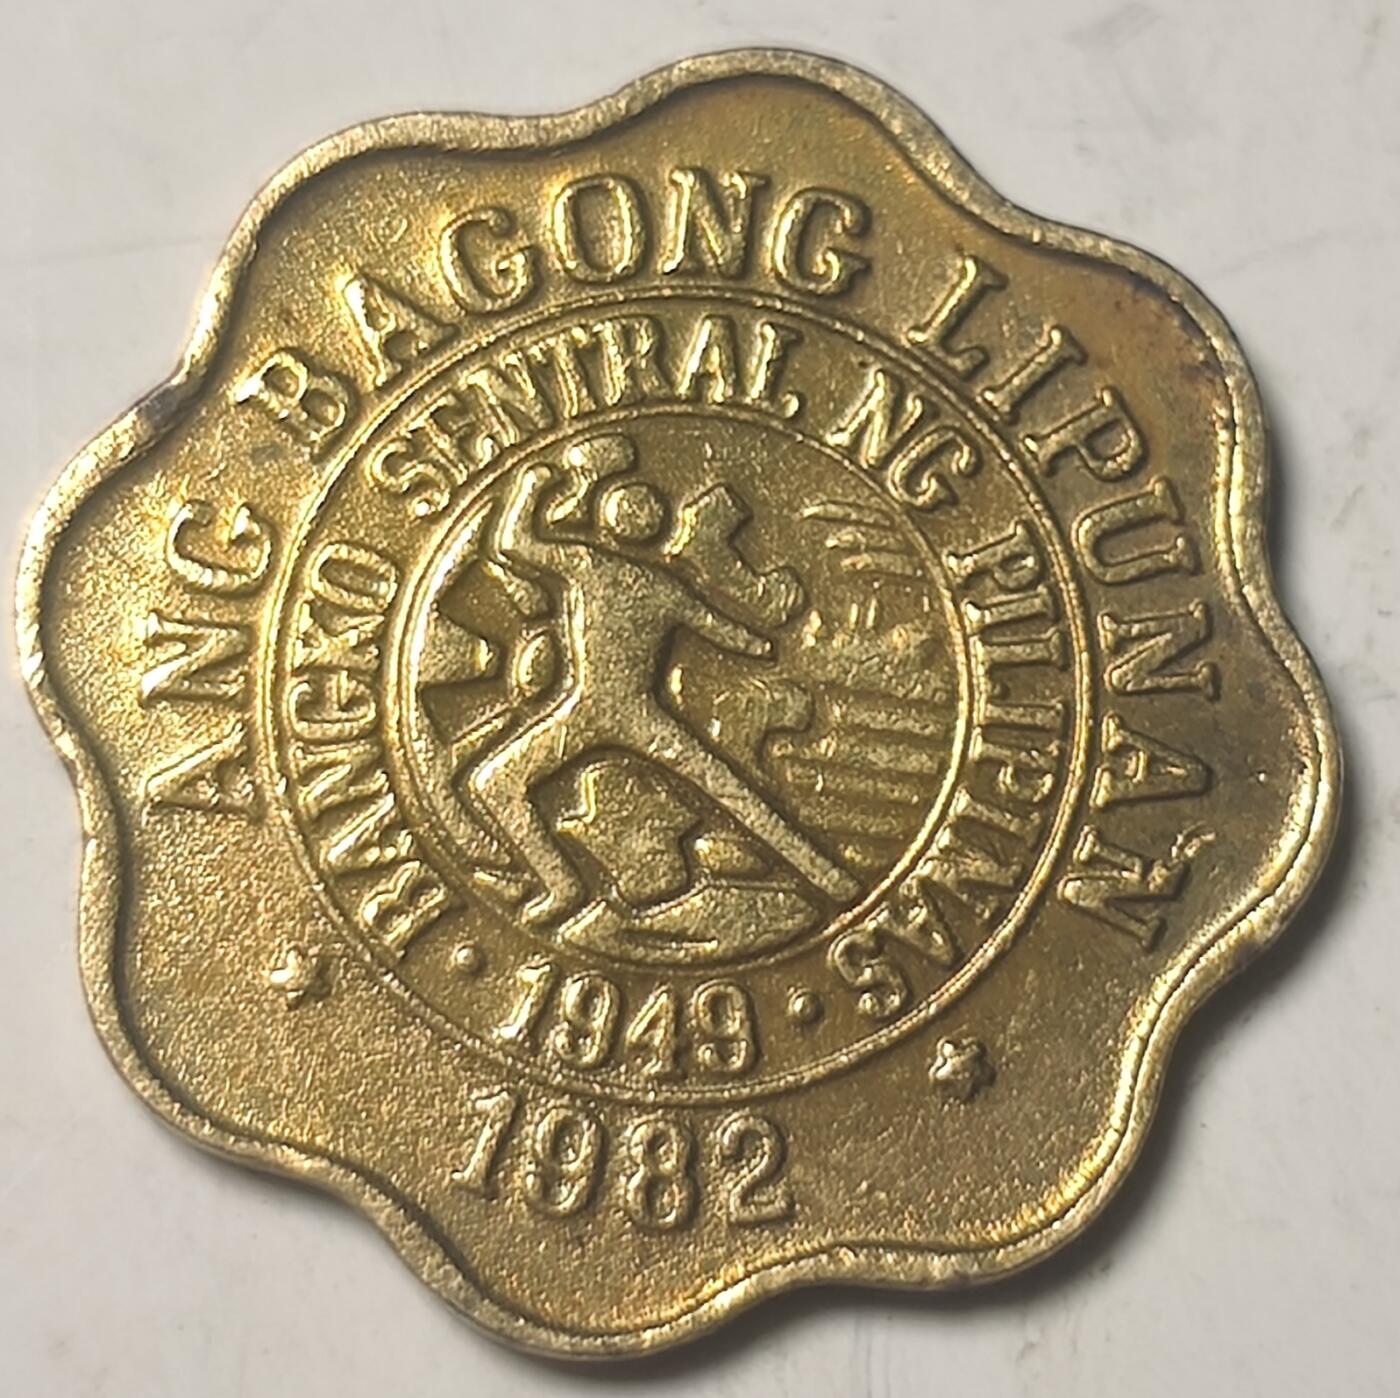 ANG BAGONG LIPUNAN
BANGKO SENTRAL NG PILIPINAS
1949
1982